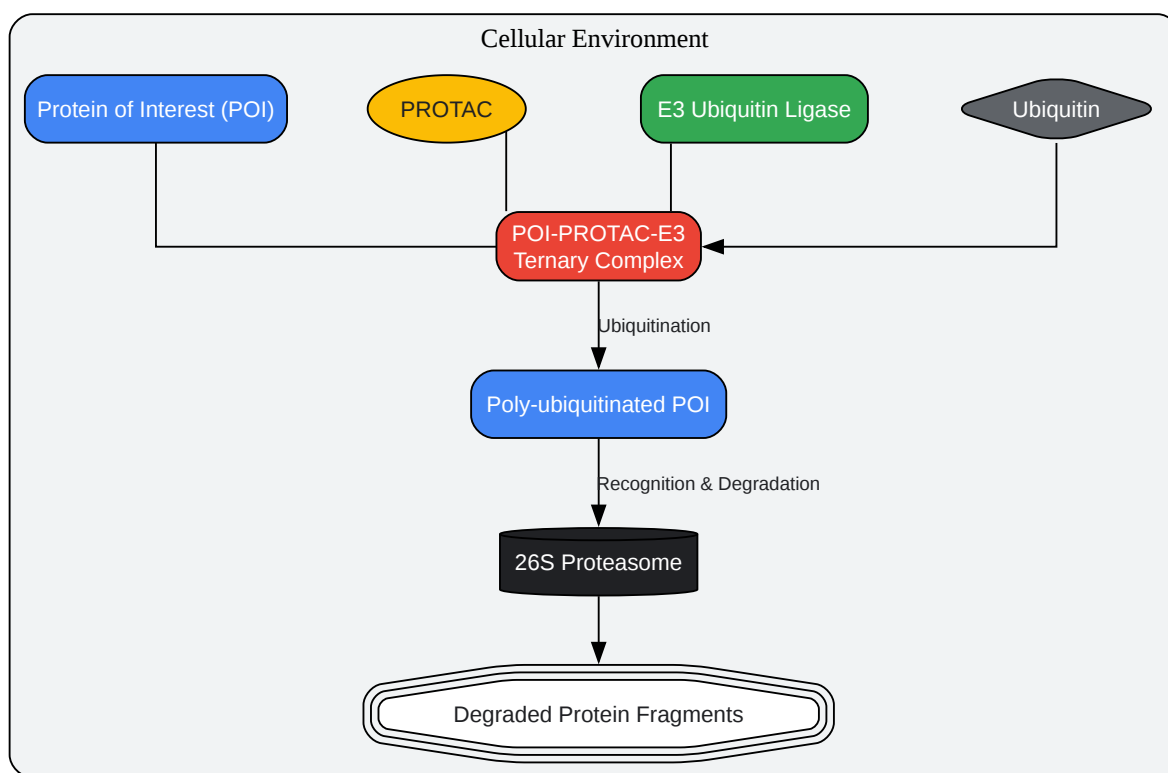 Cellular Environment
Protein of Interest (POI)
PROTAC
E3 Ubiquitin Ligase
Ubiquitin
POI-PROTAC-E3
Ternary Complex
Ubiquitination
Poly-ubiquitinated POI
Recognition & Degradation
26S Proteasome
Degraded Protein Fragments